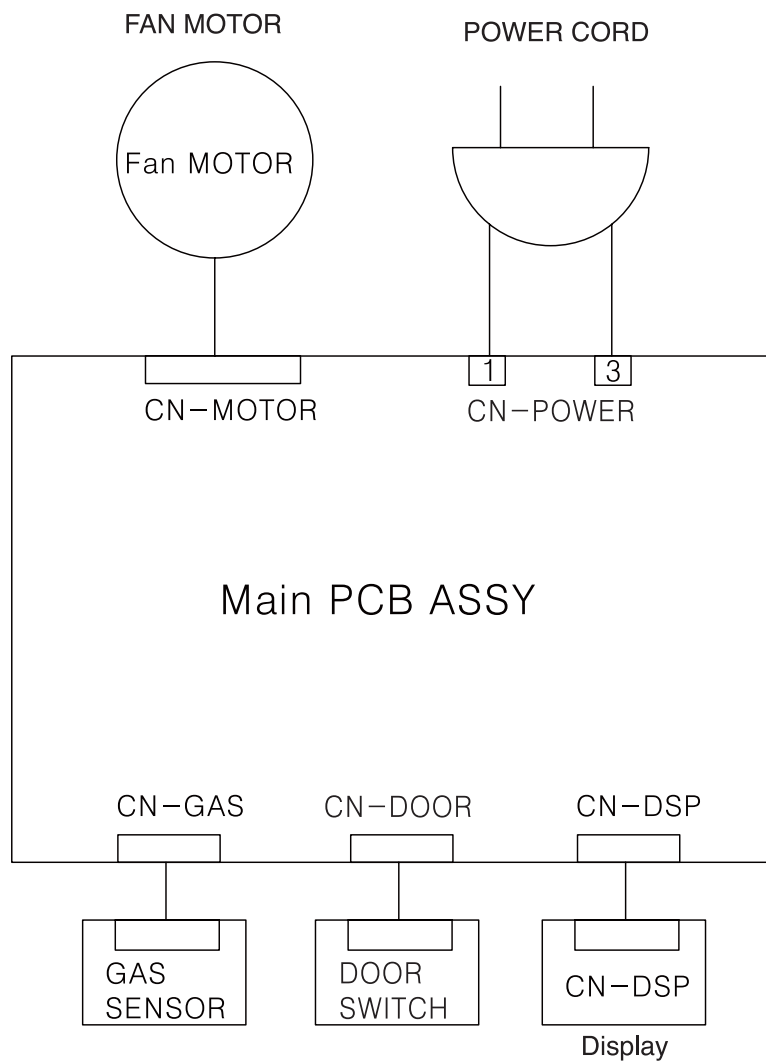 FAN MOTOR
POWER CORD
Fan MOTOR
1
3
CN-MOTOR
CN-POWER
Main PCB ASSY
CN-GAS
CN-DOOR
CN-DSP
GAS
SENSOR
DOOR
SWITCH
CN-DSP
Display